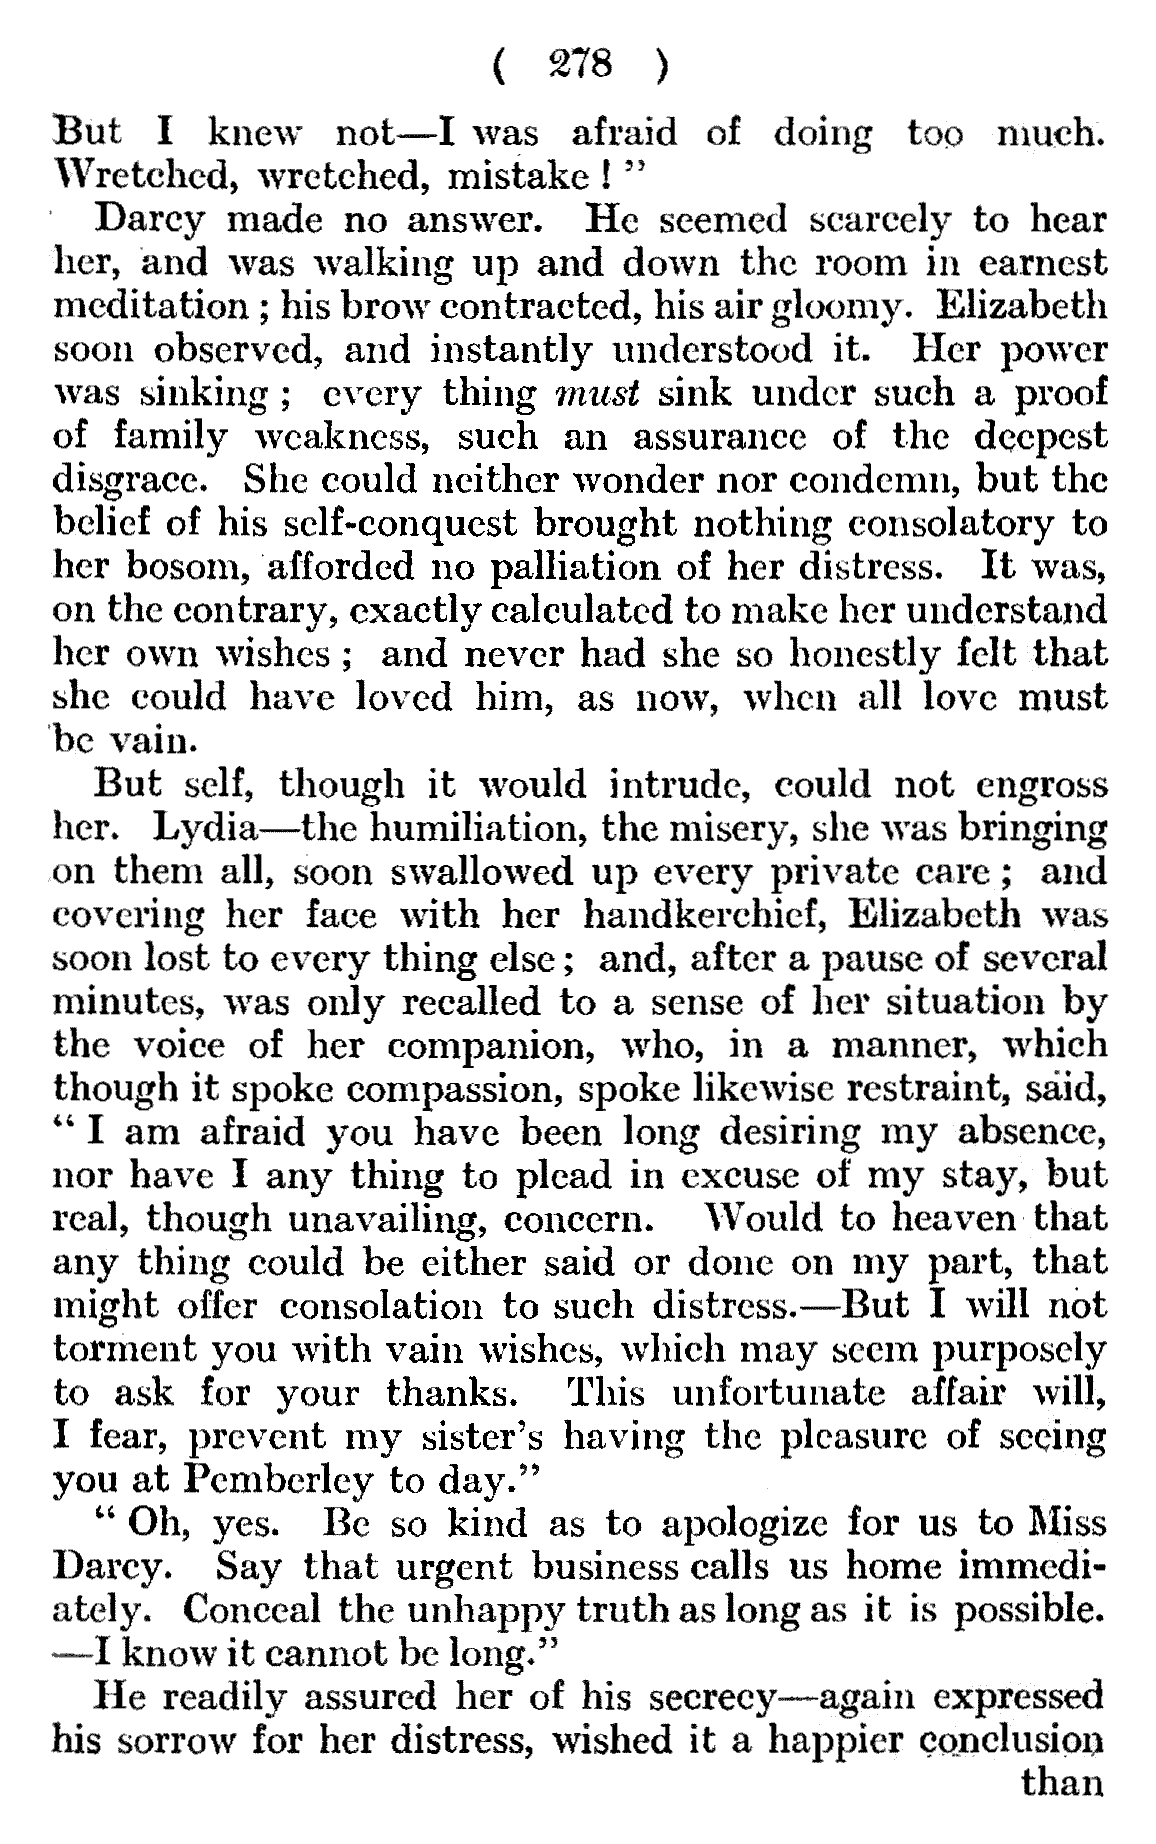 ( 278 )
But I knew not—I was afraid of doing too much.
Wretched, wretched, mistake ! ”
Darcy made no answer. He seemed scarcely to hear
her, and was walking up and down the room in earnest
meditation ; his brow contracted, his air gloomy. Elizabeth
soon observed, and instantly understood it. Her power
was sinking ; every thing must sink under such a proof
of family weakness, such an assurance of the deepest
disgrace. She could neither wonder nor condemn, but the
belief of his self-conquest brought nothing consolatory to
her bosom, afforded no palliation of her distress. It was,
on the contrary, exactly calculated to make her understand
her own wishes ; and never had she so honestly felt that
she could have loved him, as now, when all love must
be vain.
But self, though it would intrude, could not engross
her. Lydia—the humiliation, the misery, she was bringing
on them all, soon swallowed up every private care ; and
covering her face with her handkerchief, Elizabeth was
soon lost to every thing else ; and, after a pause of several
minutes, was only recalled to a sense of her situation by
the voice of her companion, who, in a manner, which
though it spoke compassion, spoke likewise restraint, said,
“ I am afraid you have been long desiring my absence,
nor have I any thing to plead in excuse of my stay, but
real, though unavailing, concern. Would to heaven that
any thing could be either said or done on my part, that
might offer consolation to such distress.—But I will not
torment you with vain wishes, which may seem purposely
to ask for your thanks. This unfortunate affair will,
I fear, prevent my sister’s having the pleasure of seeing
you at Pemberley to day.”
“ Oh, yes. Be so kind as to apologize for us to Miss
Darcy. Say that urgent business calls us home immedi-
ately. Conceal the unhappy truth as long as it is possible.
—I know it cannot be long.”
He readily assured her of his secrecy—again expressed
his sorrow for her distress, wished it a happier conclusion
than